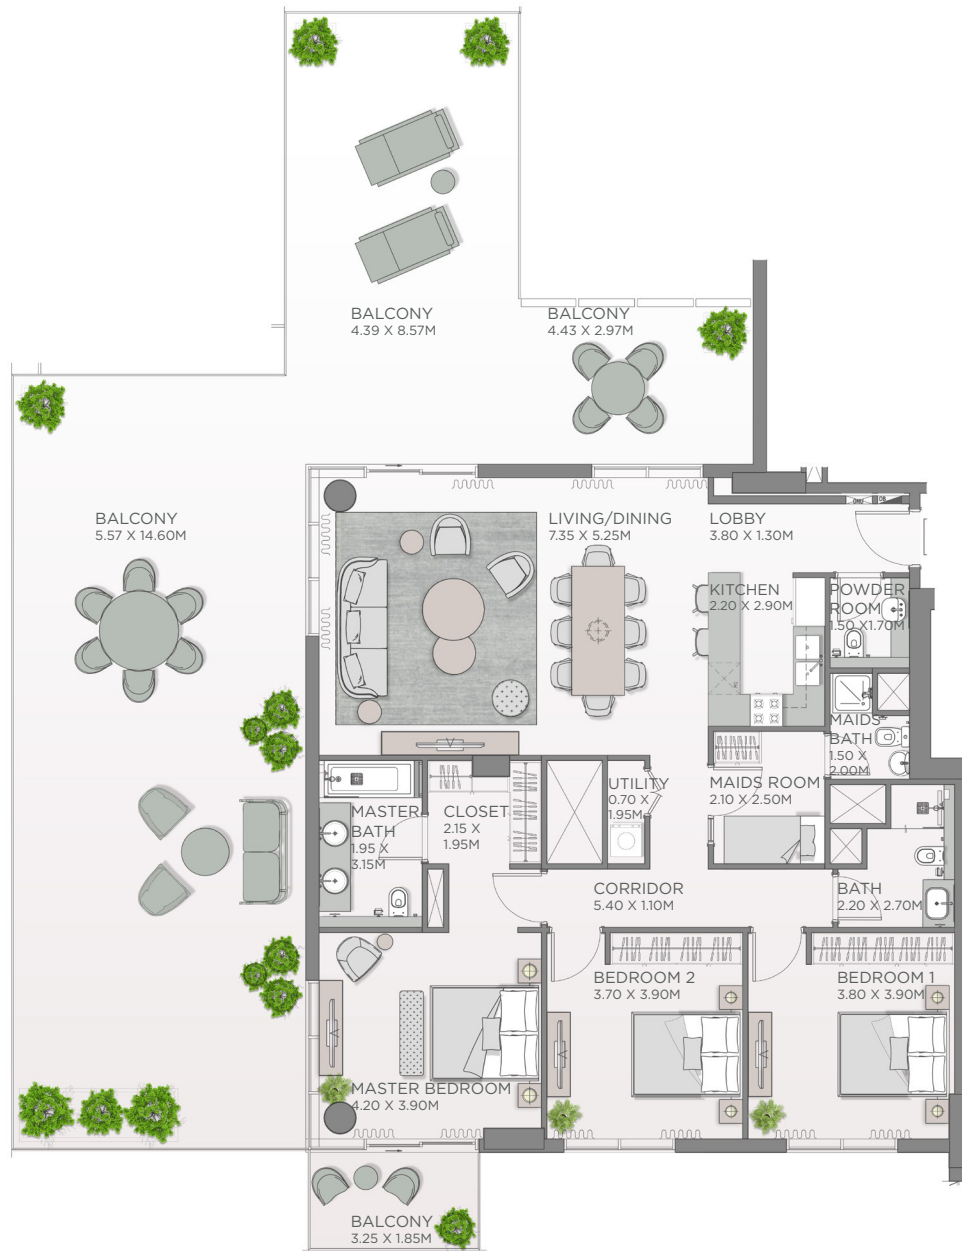 BALCONY
4.39 X 8.57M
BALCONY
4.43 X 2.97M
BALCONY
5.57 X 14.60M
LIVING/DINING
7.35 X 5.25M
LOBBY
3.80 X 1.30M
DB
KITCHEN
2.20 X 2.90M
POWDER
ROOM
1.50 X1.70M
MAIDS
BATH
1.50 X
2.00M
MASTER
BATH
1.95 X
3.15M
CLOSET
2.15 X
1.95M
UTILITY
0.70 X
1.95M
MAIDS ROOM
2.10 X 2.50M
CORRIDOR
5.40 X 1.10M
BATH
2.20 X 2.70M
MASTER BEDROOM
4.20 X 3.90M
BEDROOM 2
3.70 X 3.90M
BEDROOM 1
3.80 X 3.90M
BALCONY
3.25 X 1.85M